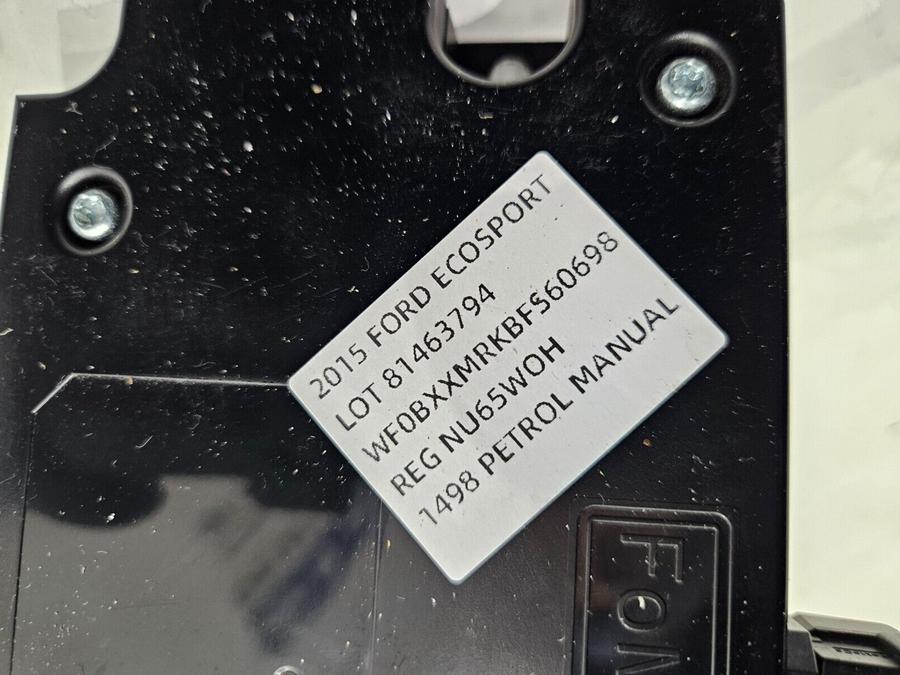 2015 FORD ECOSPORT
LOT 81463794
WF0BXXMRKBFS60698
REG NU65WOH
1498 PETROL MANUAL